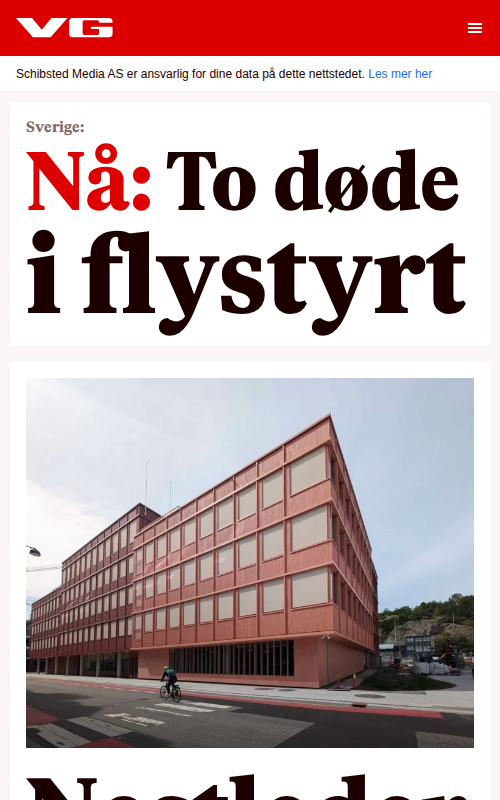 VG
Schibsted Media AS er ansvarlig for dine data på dette nettstedet. Les mer her
Sverige:
Nå: To døde
i flystyrt
Nestleder